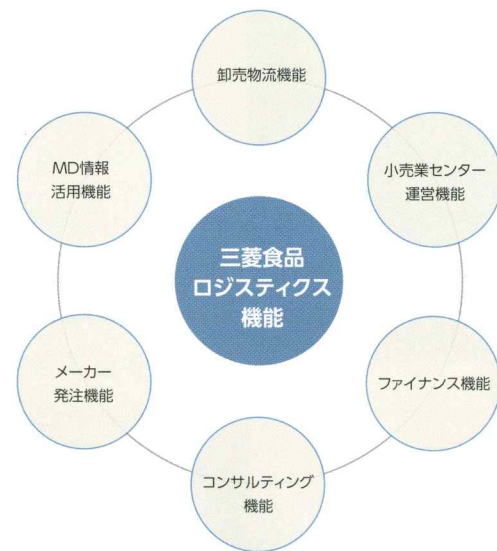 卸売物流機能
小売業センター
運営機能
ファイナンス機能
コンサルティング
機能
メーカー
発注機能
MD情報
活用機能
三菱食品
ロジスティクス
機能